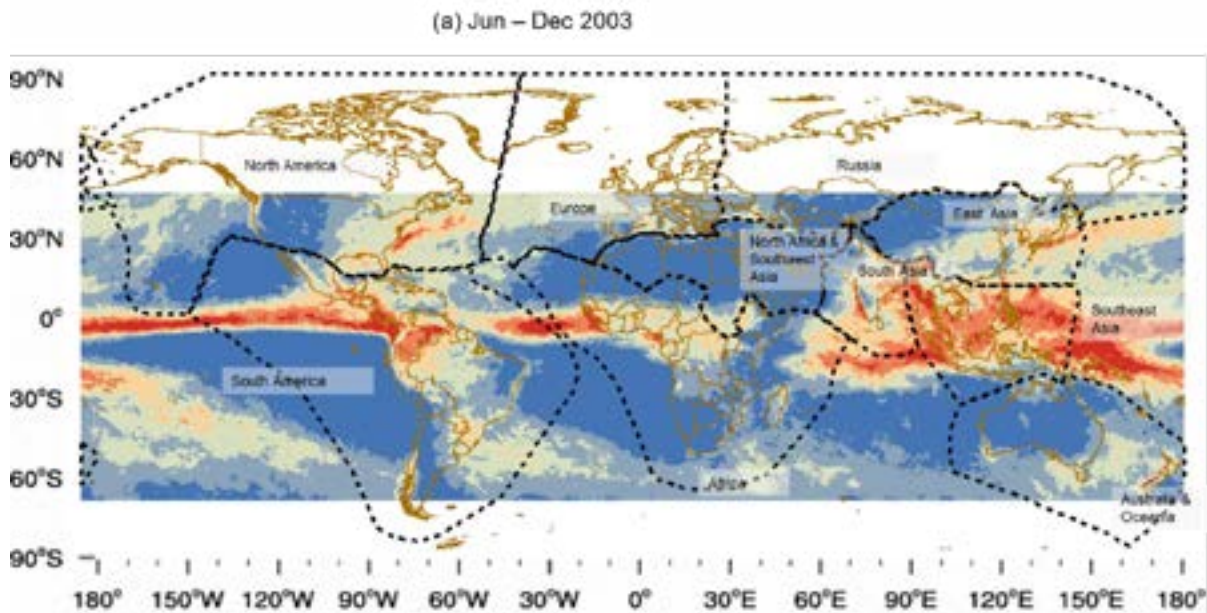 (a) Jun – Dec 2003
90°N
60°N
30°N
0°
30°S
60°S
90°S
North America
Russia
Europe
East Asia
North Africa &
Southwest
Asia
South Asia
Southeast
Asia
South America
Africa
Australia &
Oceania
180° 150°W 120°W 90°W 60°W 30°W 0° 30°E 60°E 90°E 120°E 150°E 180°